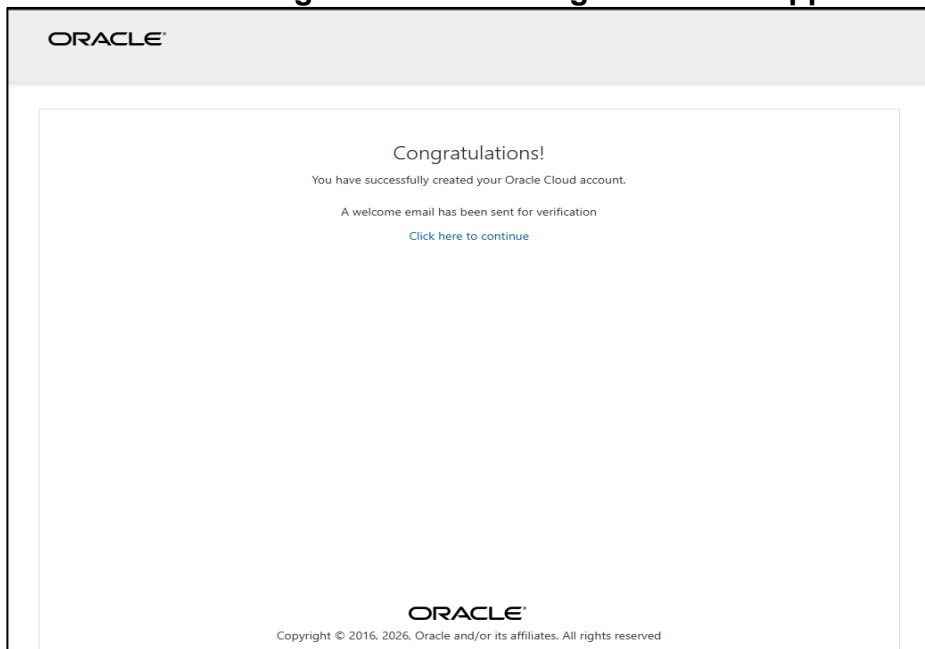 ORACLE
Congratulations!
You have successfully created your Oracle Cloud account.
A welcome email has been sent for verification
Click here to continue
ORACLE
Copyright © 2016, 2026, Oracle and/or its affiliates. All rights reserved